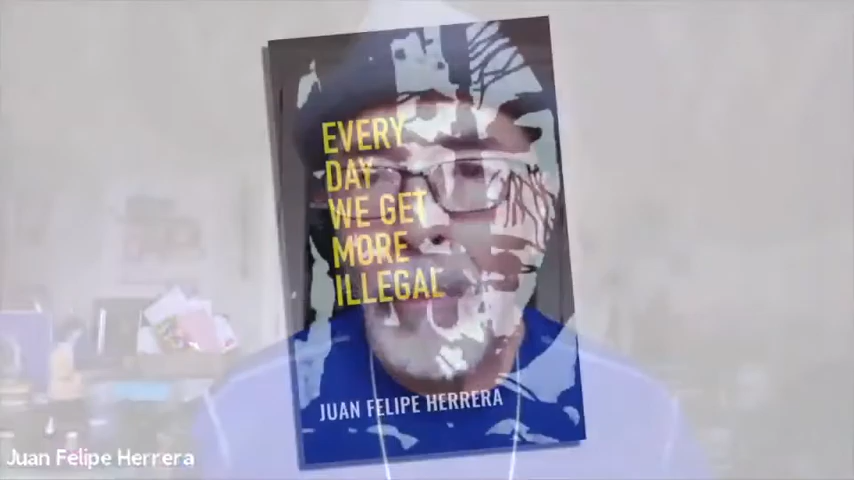 EVERY
DAY
WE GET
MORE
ILLEGAL
JUAN FELIPE HERRERA
Juan Felipe Herrera